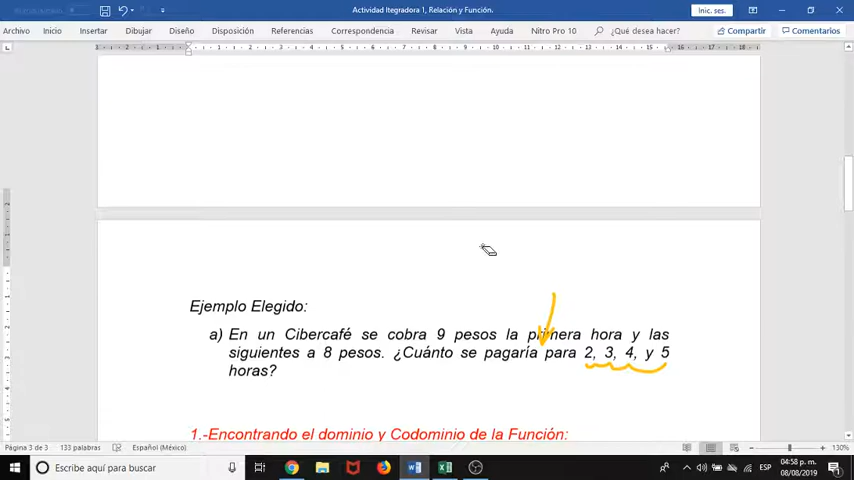 Actividad Itegradora 1, Relación y Función.
Inic. ses.
Archivo Inicio Insertar Dibujar Diseño Disposición Referencias Correspondencia Revisar Vista Ayuda Nitro Pro 10 ¿Qué desea hacer? Compartir Comentarios
Ejemplo Elegido:
a) En un Cibercafé se cobra 9 pesos la primera hora y las
siguientes a 8 pesos. ¿Cuánto se pagaría para 2, 3, 4, y 5
horas?
1.-Encontrando el dominio y Codominio de la Función:
Página 3 de 3 133 palabras Español (México) 130%
Escribe aquí para buscar ESP 04:58 p. m.
08/08/2019